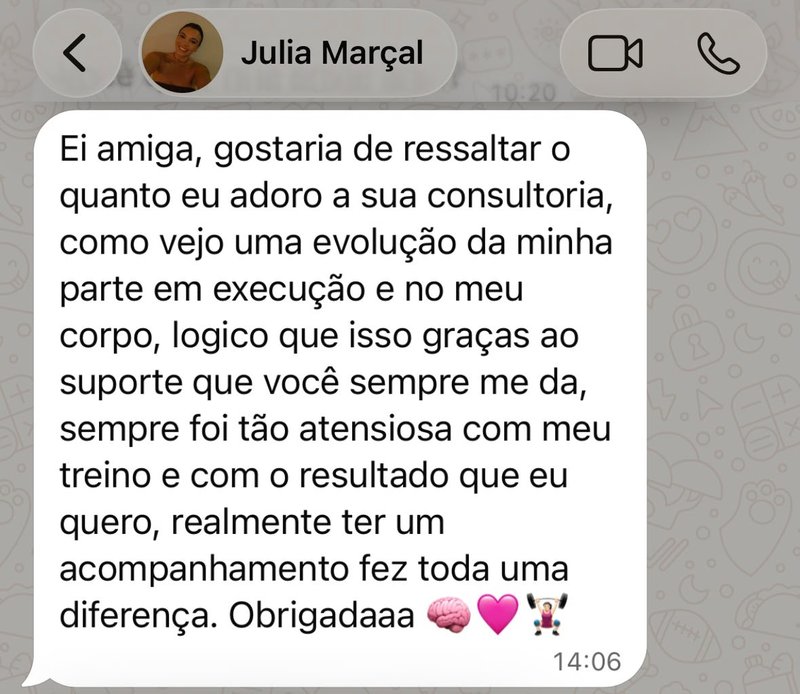 Julia Marçal
10:20
Ei amiga, gostaria de ressaltar o
quanto eu adoro a sua consultoria,
como vejo uma evolução da minha
parte em execução e no meu
corpo, logico que isso graças ao
suporte que você sempre me da,
sempre foi tão atensiosa com meu
treino e com o resultado que eu
quero, realmente ter um
acompanhamento fez toda uma
diferença. Obrigadaaa 🧠🩷🏋🏻‍♀️
14:06